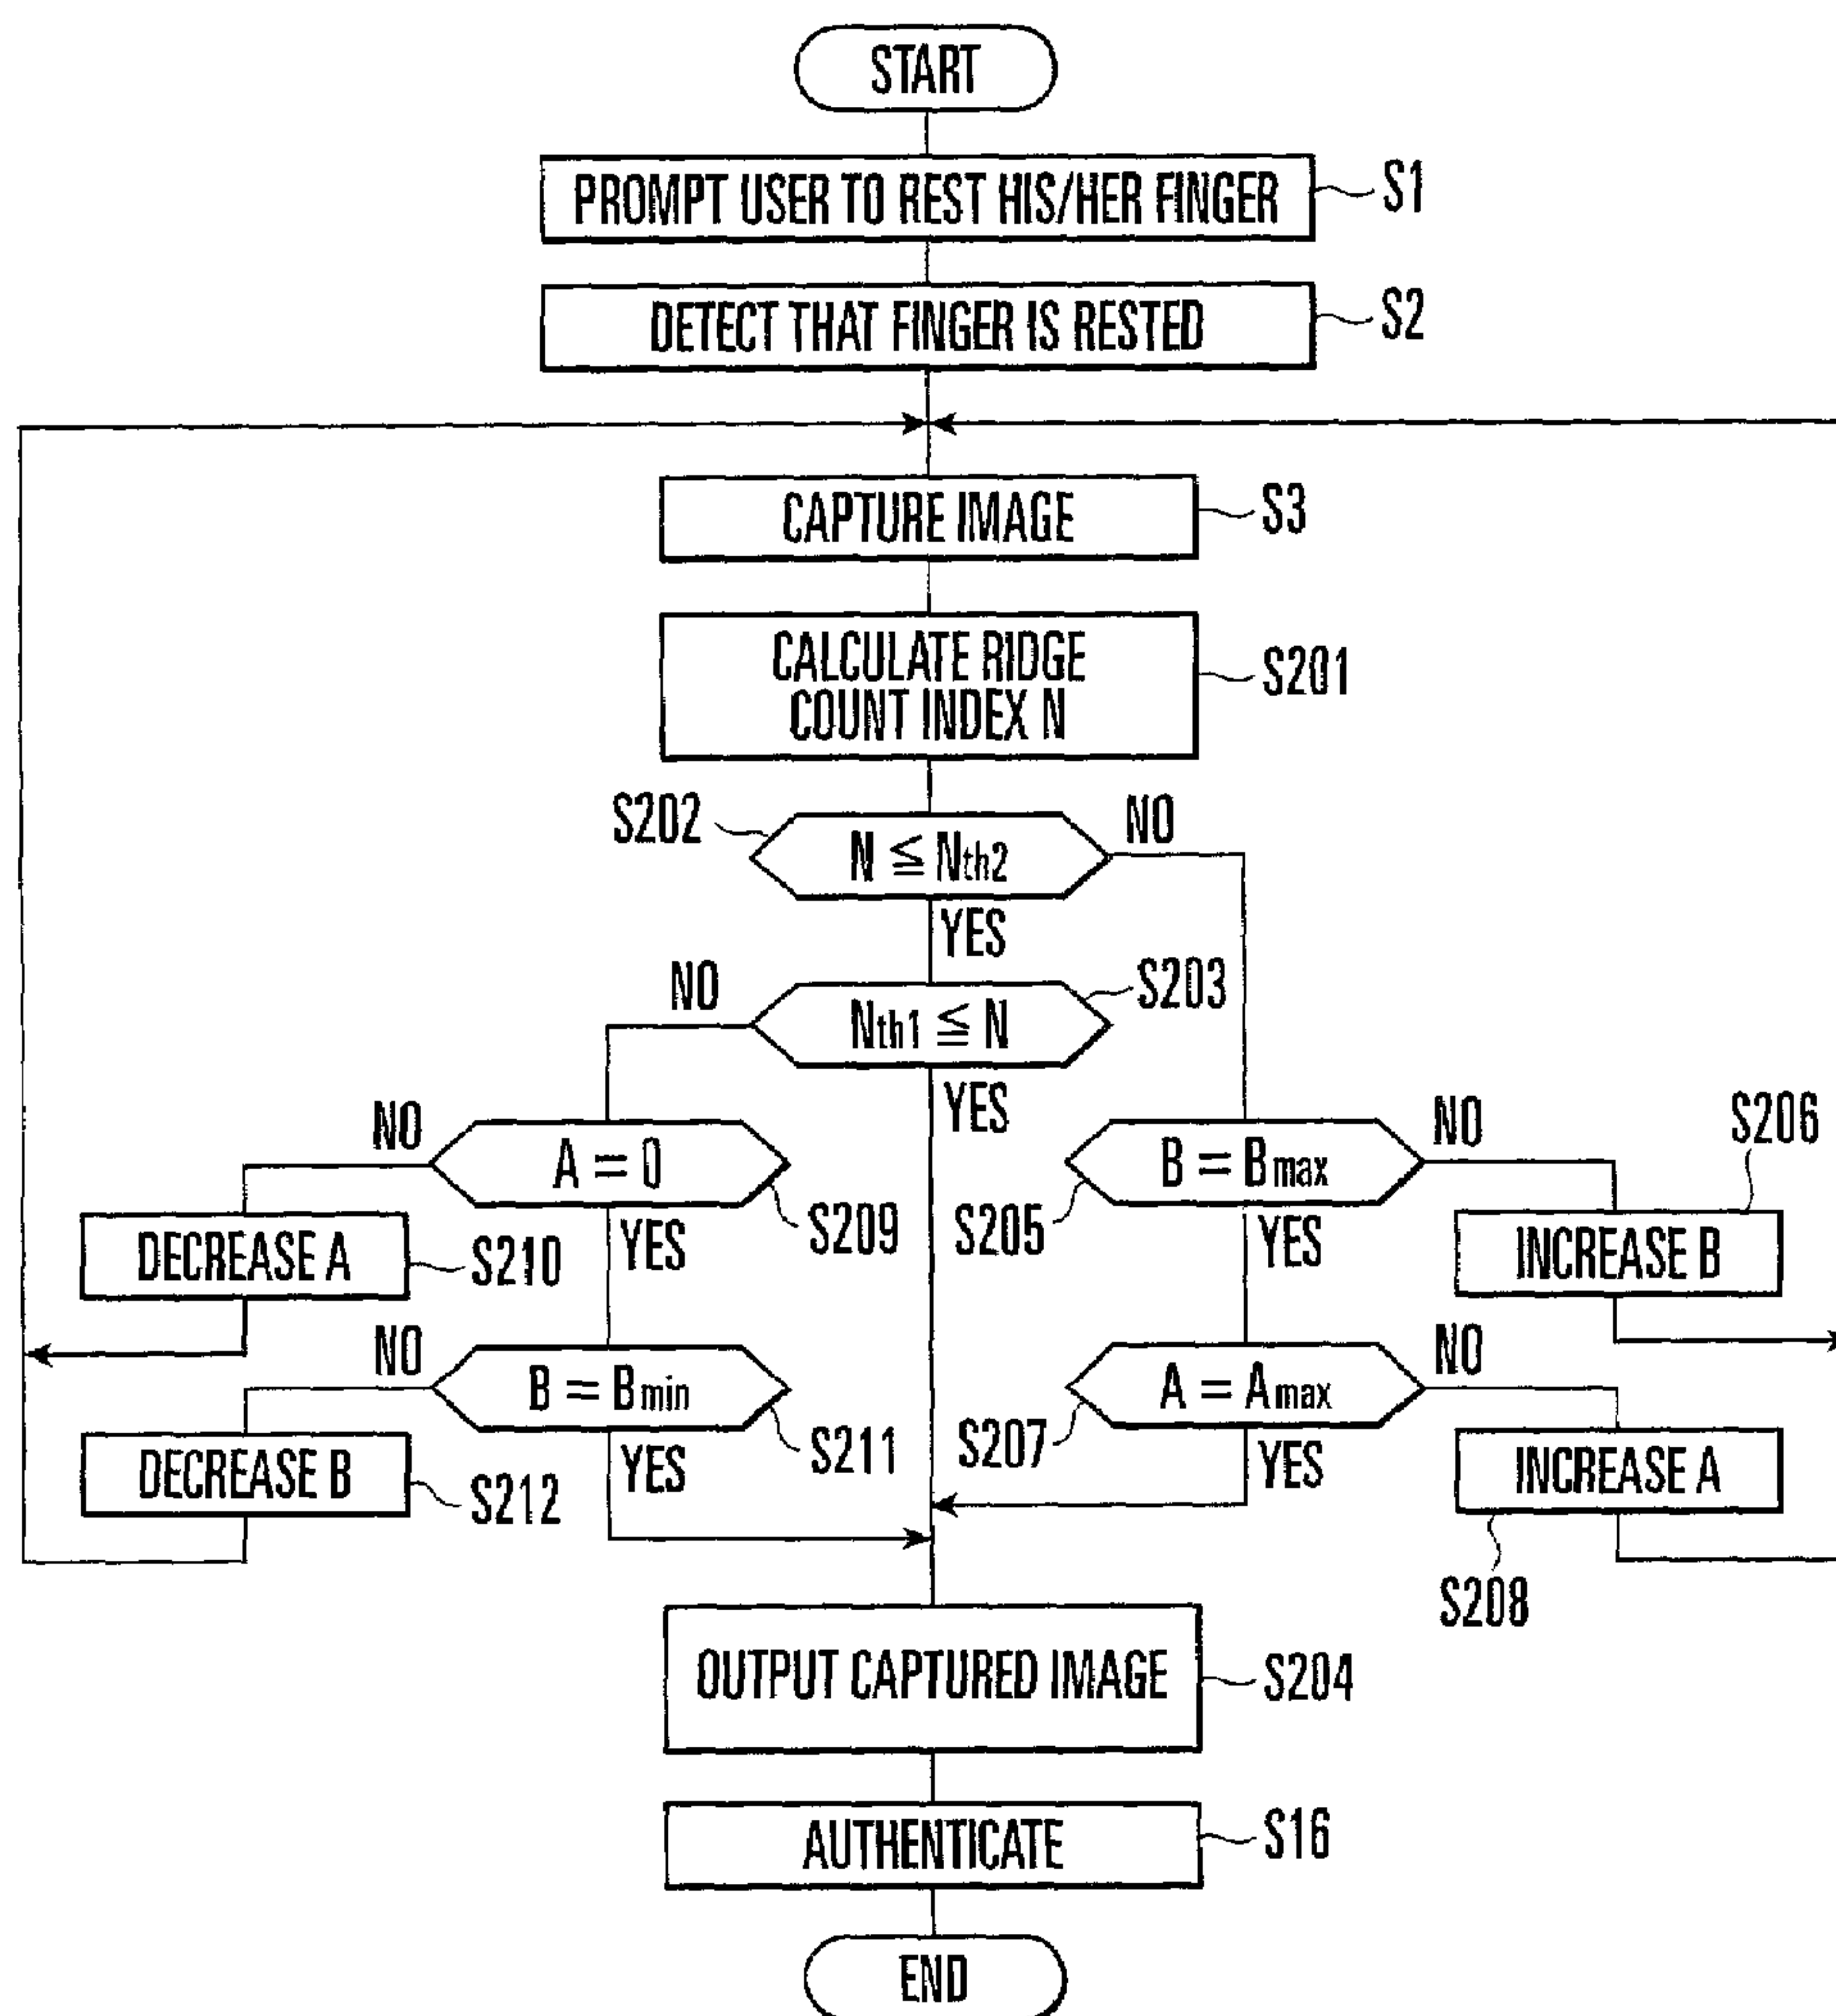 START
PROMPT USER TO REST HIS/HER FINGER
S1
DETECT THAT FINGER IS RESTED
S2
CAPTURE IMAGE
S3
CALCULATE RIDGE
COUNT INDEX N
S201
S202
N ≦ Nth2
NO
YES
NO
Nth1 ≦ N
S203
YES
NO
A = 0
S209
YES
B = Bmax
S205
NO
YES
S206
DECREASE A
S210
INCREASE B
NO
B = Bmin
S211
YES
A = Amax
S207
NO
YES
DECREASE B
S212
INCREASE A
S208
OUTPUT CAPTURED IMAGE
S204
AUTHENTICATE
S16
END